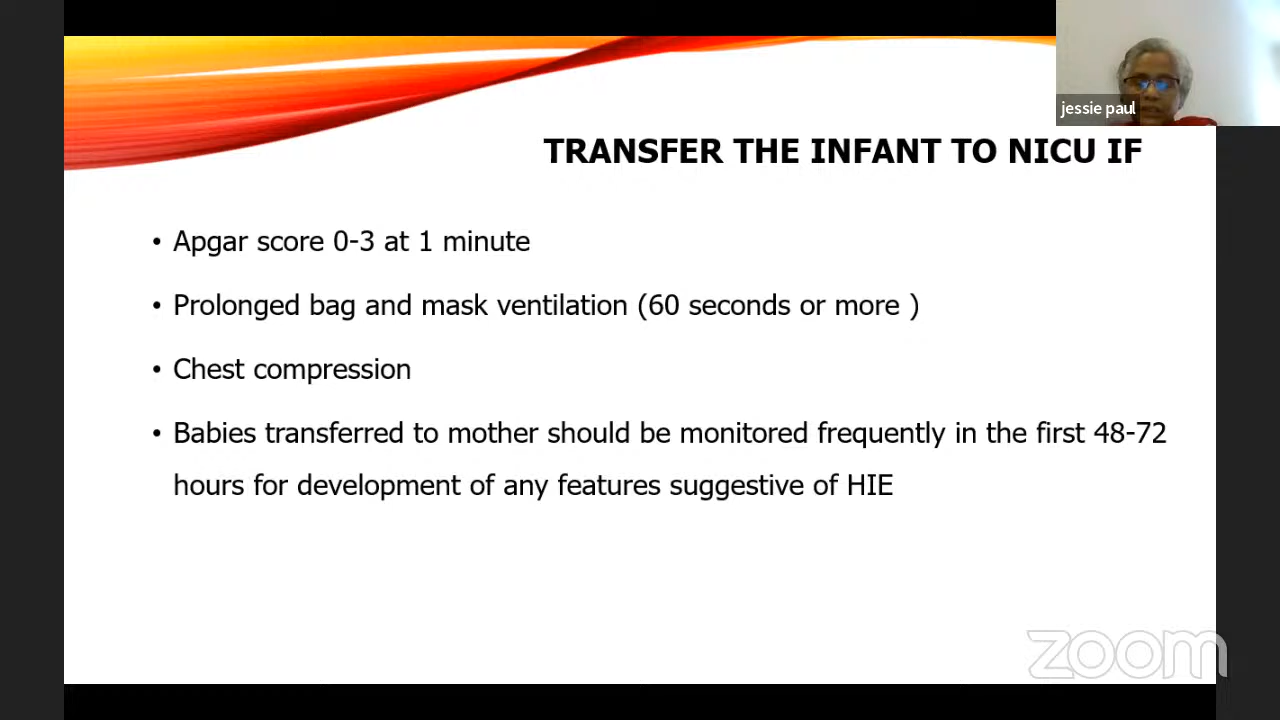 jessie paul
TRANSFER THE INFANT TO NICU IF
• Apgar score 0-3 at 1 minute
• Prolonged bag and mask ventilation (60 seconds or more )
• Chest compression
• Babies transferred to mother should be monitored frequently in the first 48-72
hours for development of any features suggestive of HIE
zoom